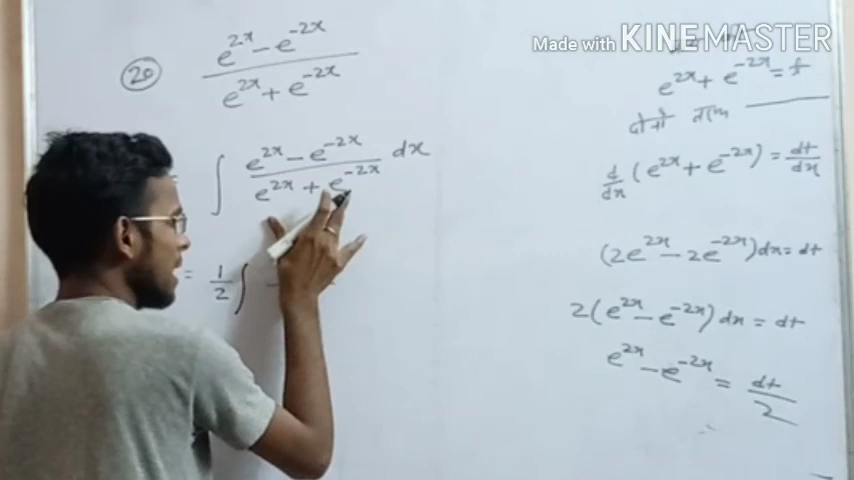 Made with KINEMASTER
(20) (e^{2x} - e^{-2x}) / (e^{2x} + e^{-2x})
∫ (e^{2x} - e^{-2x}) / (e^{2x} + e^{-2x}) dx
= 1/2 ∫
e^{2x} + e^{-2x} = t
d/dx (e^{2x} + e^{-2x}) = dt/dx
(2e^{2x} - 2e^{-2x}) dx = dt
2(e^{2x} - e^{-2x}) dx = dt
e^{2x} - e^{-2x} = dt/2